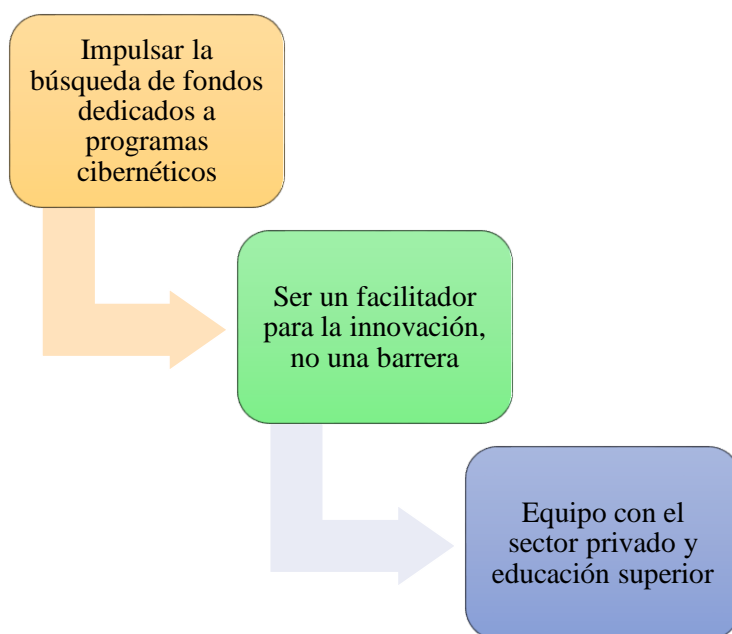 Impulsar la
búsqueda de fondos
dedicados a
programas
cibernéticos
Ser un facilitador
para la innovación,
no una barrera
Equipo con el
sector privado y
educación superior